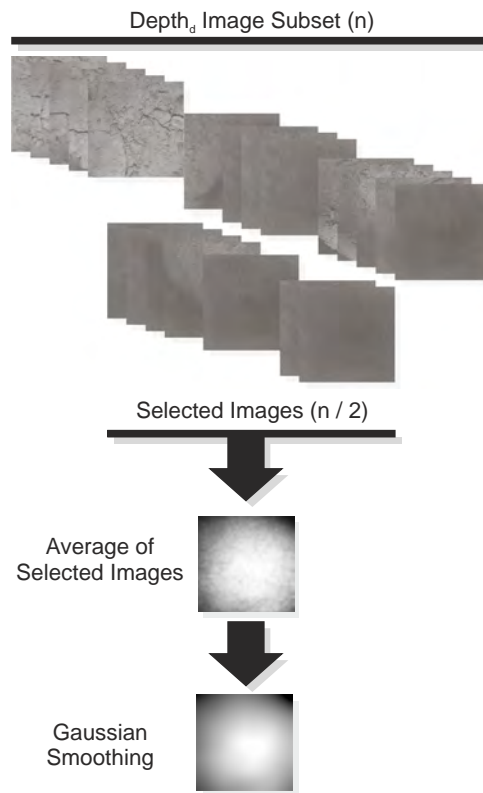 Depth_d Image Subset (n)
Selected Images (n / 2)
Average of
Selected Images
Gaussian
Smoothing